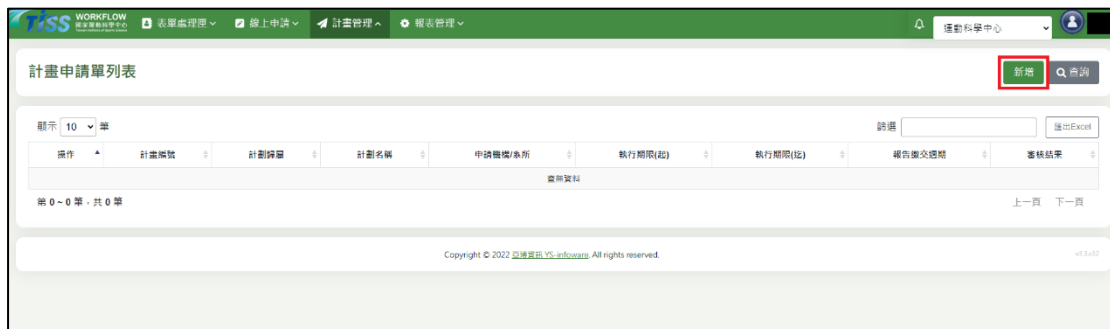 TISS WORKFLOW 國家運動科學中心 表單處理匣 線上申請 計畫管理 報表管理 運動科學中心
計畫申請單列表 新增 查詢
顯示 10 筆 篩選 匯出Excel
操作 計畫編號 計劃歸屬 計劃名稱 申請機構/系所 執行期限(起) 執行期限(迄) 報告繳交週期 審核結果
查無資料
第 0 ~ 0 筆，共 0 筆 上一頁 下一頁
Copyright © 2022 亞博資訊 YS-infoware. All rights reserved.